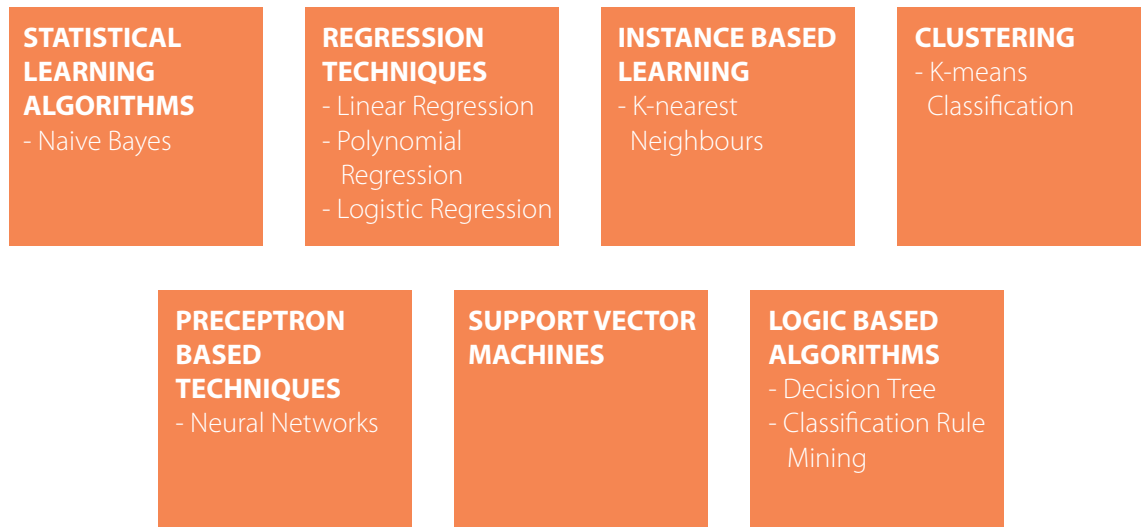 STATISTICAL
LEARNING
ALGORITHMS
- Naive Bayes
REGRESSION
TECHNIQUES
- Linear Regression
- Polynomial
Regression
- Logistic Regression
INSTANCE BASED
LEARNING
- K-nearest
Neighbours
CLUSTERING
- K-means
Classification
PRECEPTRON
BASED
TECHNIQUES
- Neural Networks
SUPPORT VECTOR
MACHINES
LOGIC BASED
ALGORITHMS
- Decision Tree
- Classification Rule
Mining